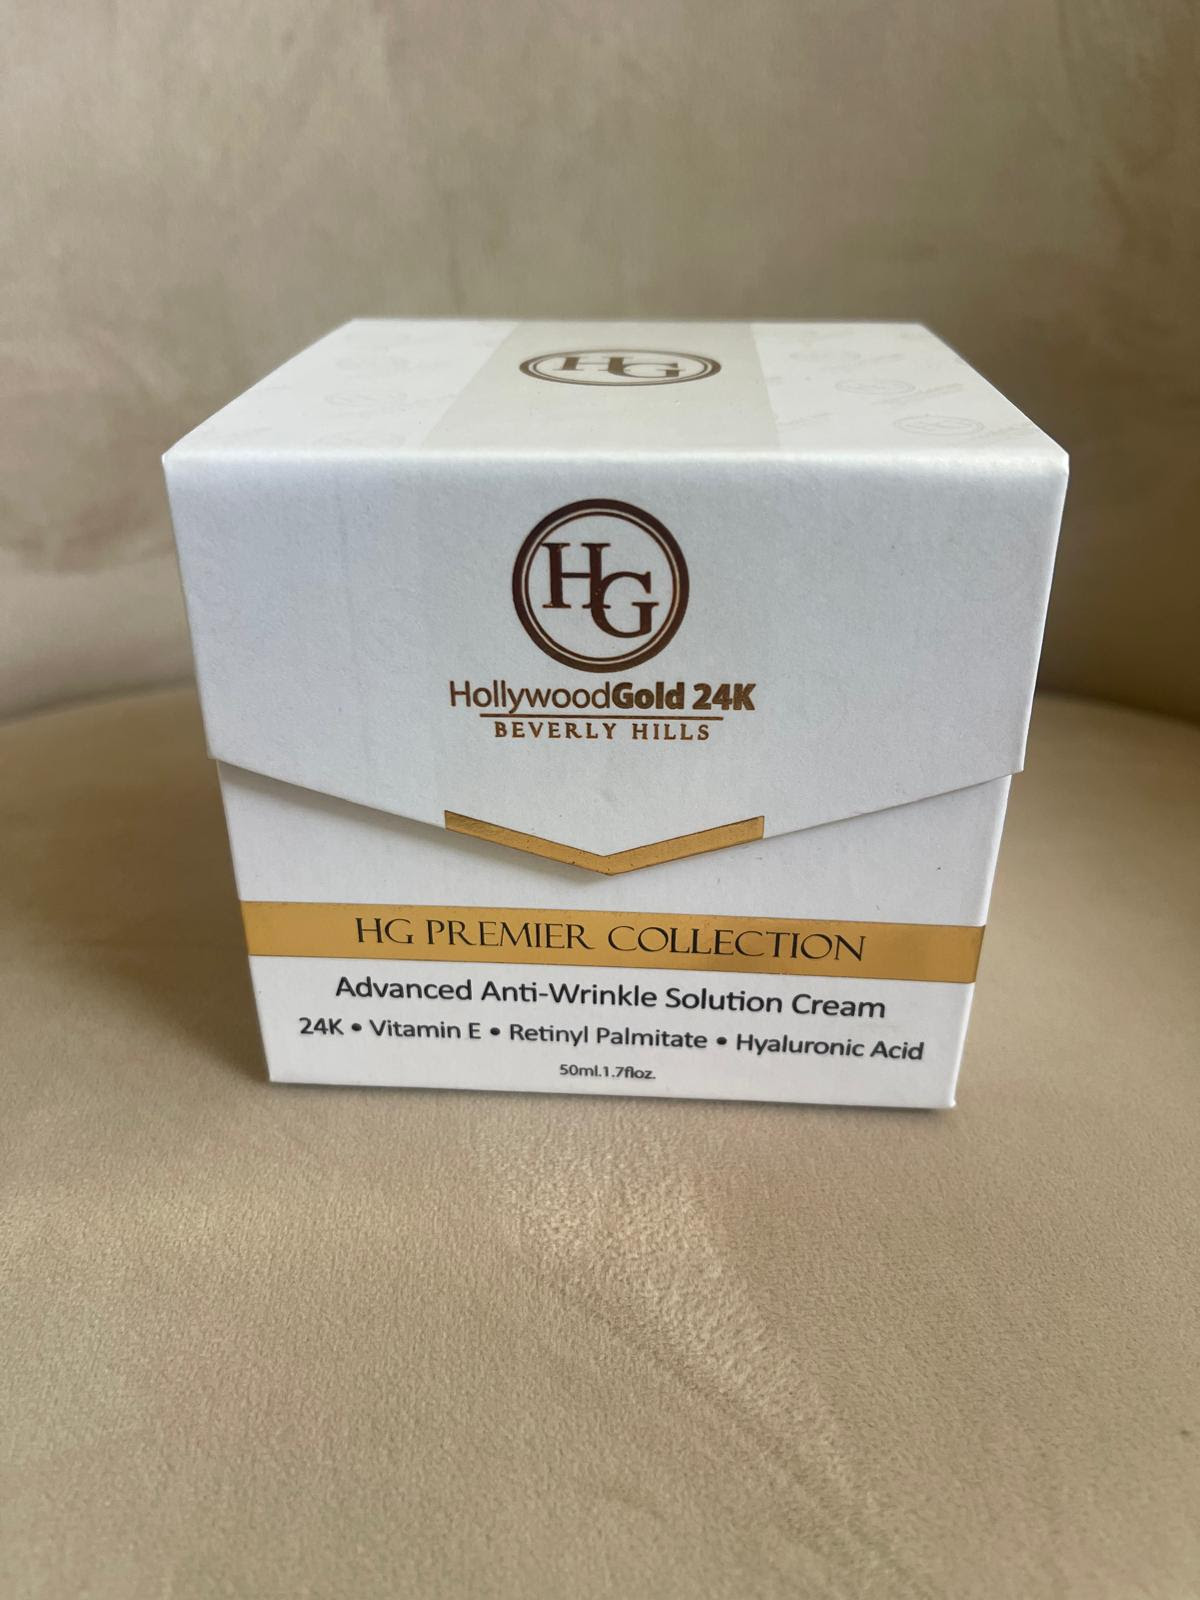 HG
HG
HollywoodGold 24K
BEVERLY HILLS
HG PREMIER COLLECTION
Advanced Anti-Wrinkle Solution Cream
24K • Vitamin E • Retinyl Palmitate • Hyaluronic Acid
50ml.1.7floz.